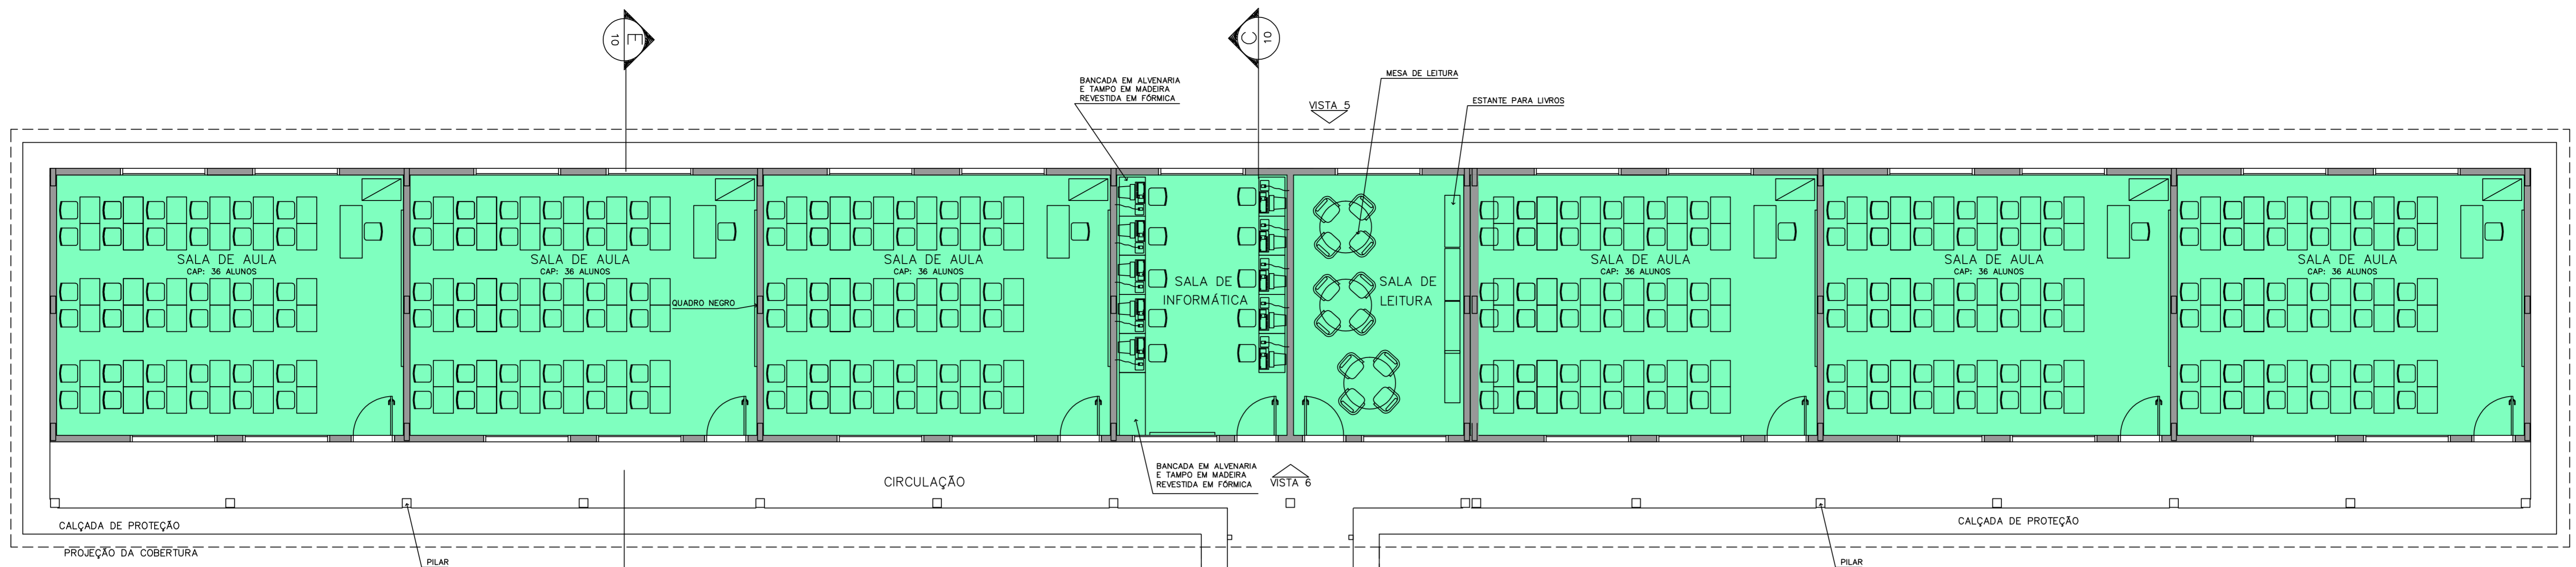 E
10
C
10
BANCADA EM ALVENARIA
E TAMPO EM MADEIRA
REVESTIDA EM FÓRMICA
MESA DE LEITURA
VISTA 5
ESTANTE PARA LIVROS
SALA DE AULA
CAP: 36 ALUNOS
SALA DE AULA
CAP: 36 ALUNOS
QUADRO NEGRO
SALA DE AULA
CAP: 36 ALUNOS
SALA DE
INFORMÁTICA
SALA DE
LEITURA
SALA DE AULA
CAP: 36 ALUNOS
SALA DE AULA
CAP: 36 ALUNOS
SALA DE AULA
CAP: 36 ALUNOS
CIRCULAÇÃO
BANCADA EM ALVENARIA
E TAMPO EM MADEIRA
REVESTIDA EM FÓRMICA
VISTA 6
CALÇADA DE PROTEÇÃO
CALÇADA DE PROTEÇÃO
PROJEÇÃO DA COBERTURA
PILAR
PILAR